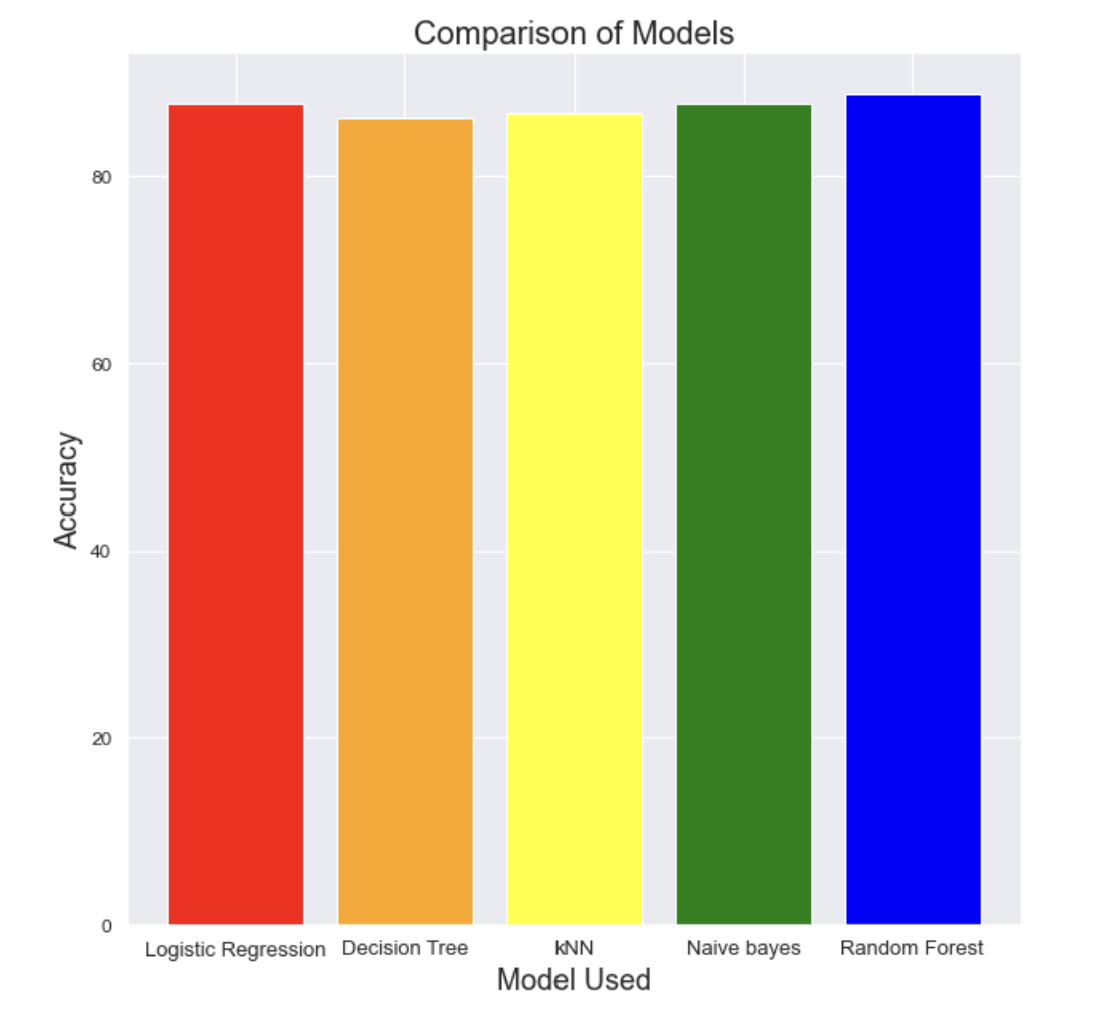 Comparison of Models
80
60
40
20
0
Accuracy
Logistic Regression Decision Tree kNN Naive bayes Random Forest
Model Used